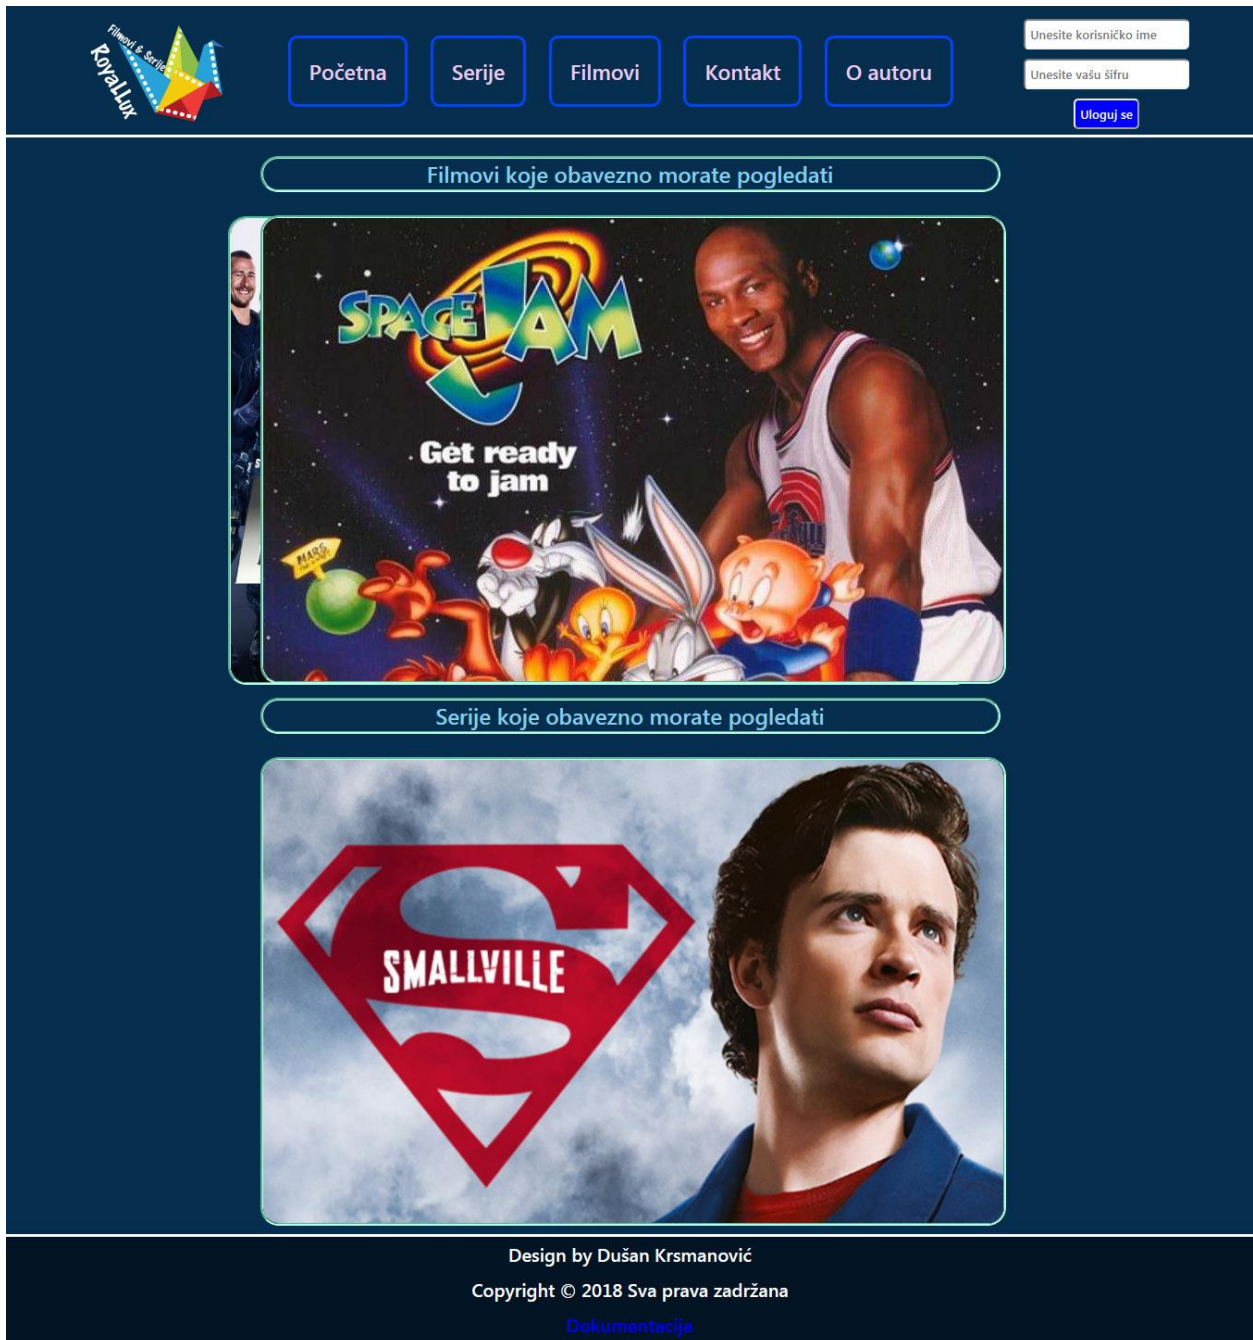 Filmovi & Serije
RoyalLux
Početna
Serije
Filmovi
Kontakt
O autoru
Unesite korisničko ime
Unesite vašu šifru
Uloguj se
Filmovi koje obavezno morate pogledati
SPACE JAM
Get ready
to jam
MARS
Serije koje obavezno morate pogledati
SMALLVILLE
Design by Dušan Krsmanović
Copyright © 2018 Sva prava zadržana
Dokumentacija